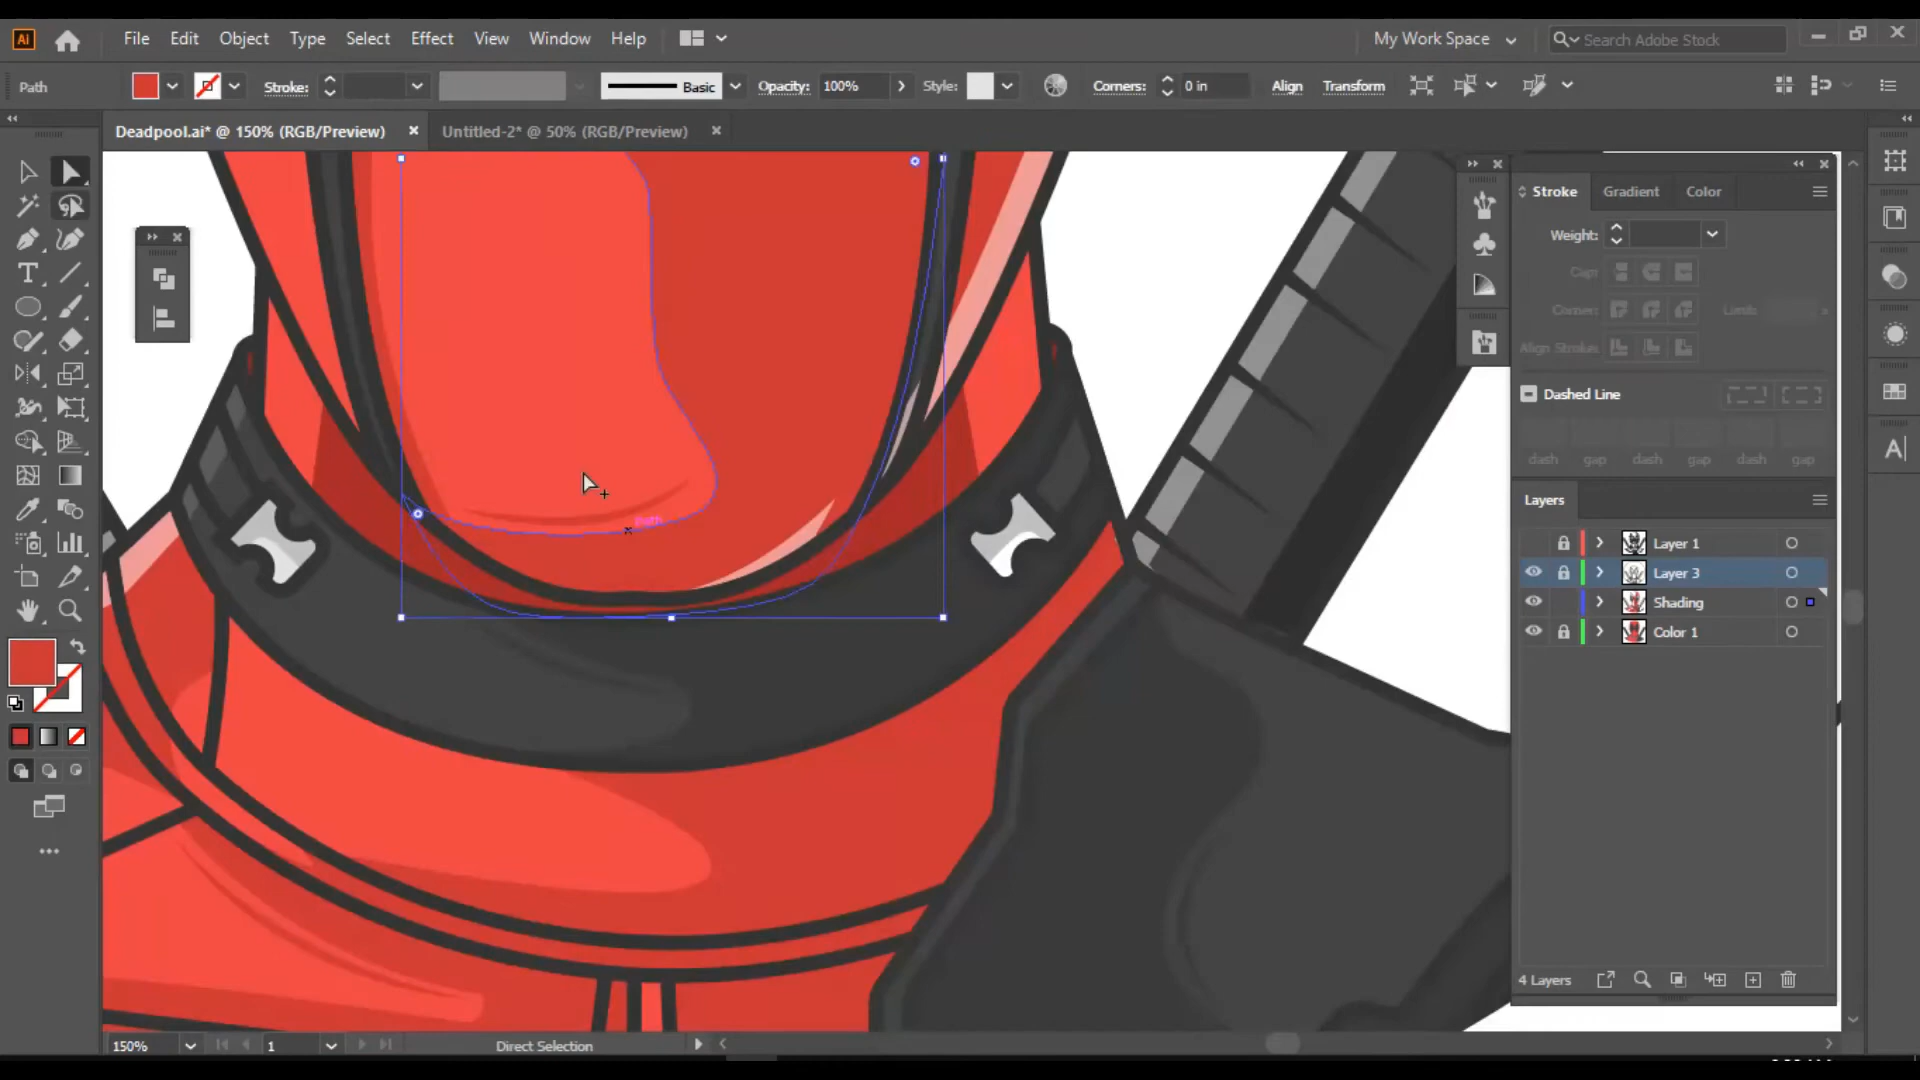 Ai File Edit Object Type Select Effect View Window Help My Work Space Search Adobe Stock
Path Stroke: Basic Opacity: 100% Style: Corners: 0 in Align Transform
Deadpool.ai* @ 150% (RGB/Preview) Untitled-2* @ 50% (RGB/Preview)
Stroke Gradient Color
Weight:
Cap:
Corner: Limit:
Align Stroke:
Dashed Line
dash gap dash gap dash gap
Layers
Layer 1
Layer 3
Shading
Color 1
path
4 Layers
150% 1 Direct Selection